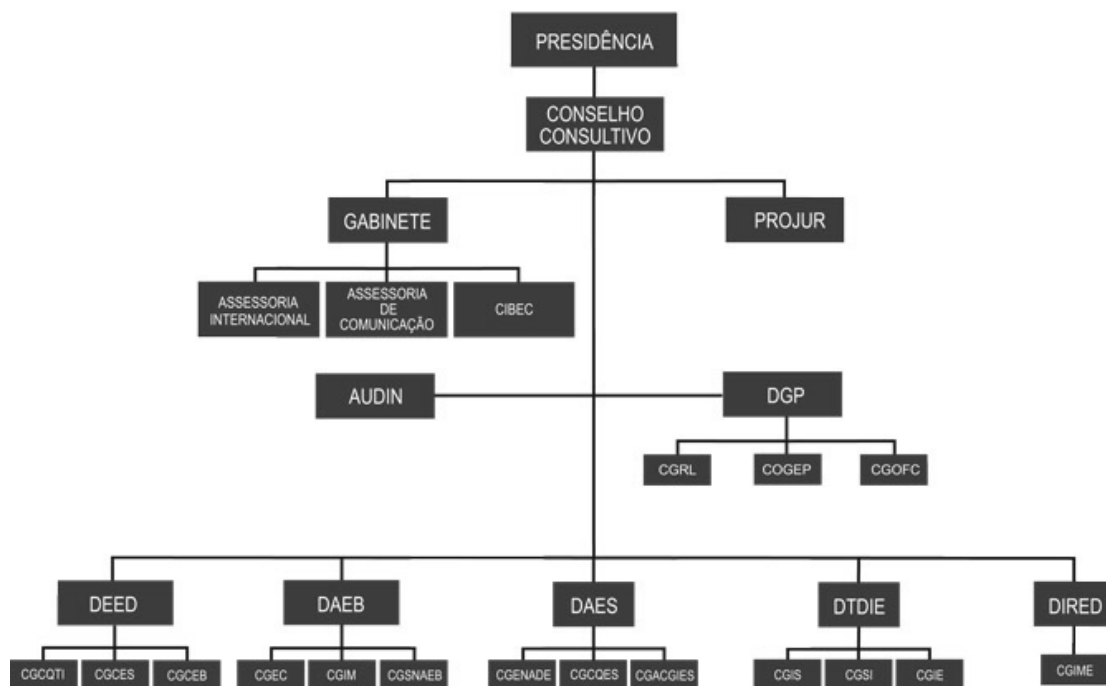 PRESIDÊNCIA
CONSELHO
CONSULTIVO
GABINETE
PROJUR
ASSESSORIA
INTERNACIONAL
ASSESSORIA
DE
COMUNICAÇÃO
CIBEC
AUDIN
DGP
CGRL
COGEP
CGOFC
DEED
DAEB
DAES
DTDIE
DIRED
CGCQTI
CGCES
CGCEB
CGEC
CGIM
CGSNAEB
CGENADE
CGCQES
CGACGIES
CGIS
CGSI
CGIE
CGIME